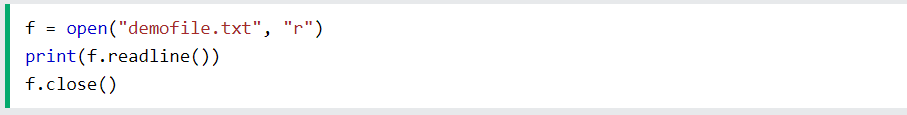 f = open("demofile.txt", "r")
print(f.readline())
f.close()